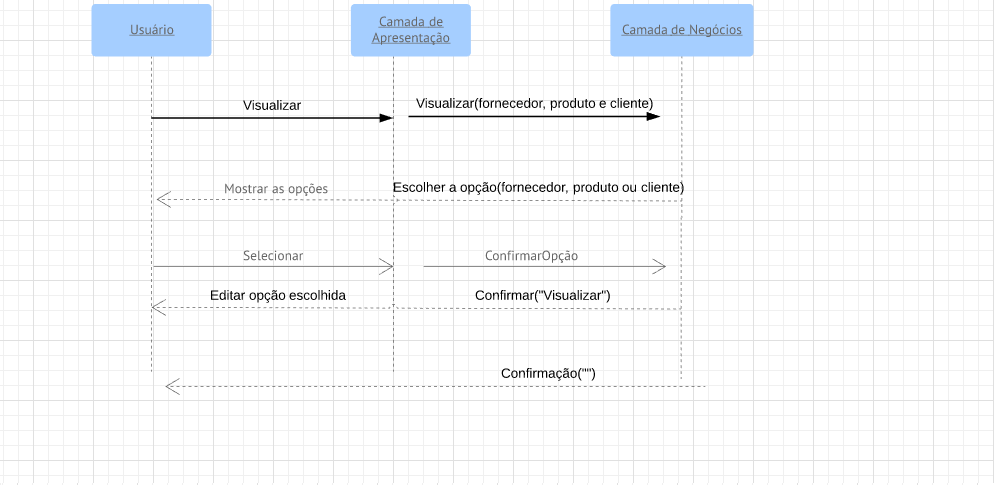 Usuário
Camada de
Apresentação
Camada de Negócios
Visualizar
Visualizar(fornecedor, produto e cliente)
Mostrar as opções
Escolher a opção(fornecedor, produto ou cliente)
Selecionar
ConfirmarOpção
Editar opção escolhida
Confirmar("Visualizar")
Confirmação("")